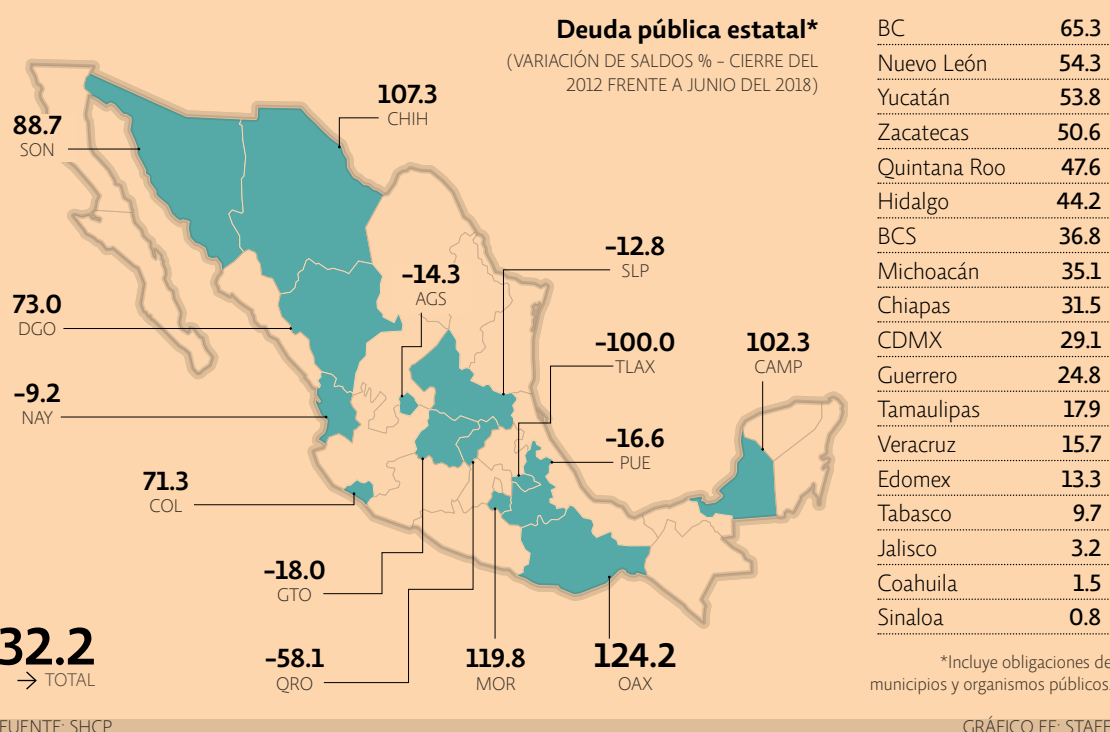 Deuda pública estatal*
(VARIACIÓN DE SALDOS % – CIERRE DEL
2012 FRENTE A JUNIO DEL 2018)
107.3
CHIH
88.7
SON
–12.8
SLP
–14.3
AGS
73.0
DGO
–100.0
TLAX
102.3
CAMP
–9.2
NAY
–16.6
PUE
71.3
COL
–18.0
GTO
–58.1
QRO
119.8
MOR
124.2
OAX
32.2
→ TOTAL
BC 65.3
Nuevo León 54.3
Yucatán 53.8
Zacatecas 50.6
Quintana Roo 47.6
Hidalgo 44.2
BCS 36.8
Michoacán 35.1
Chiapas 31.5
CDMX 29.1
Guerrero 24.8
Tamaulipas 17.9
Veracruz 15.7
Edomex 13.3
Tabasco 9.7
Jalisco 3.2
Coahuila 1.5
Sinaloa 0.8
*Incluye obligaciones de
municipios y organismos públicos.
FUENTE: SHCP
GRÁFICO EE: STAFF